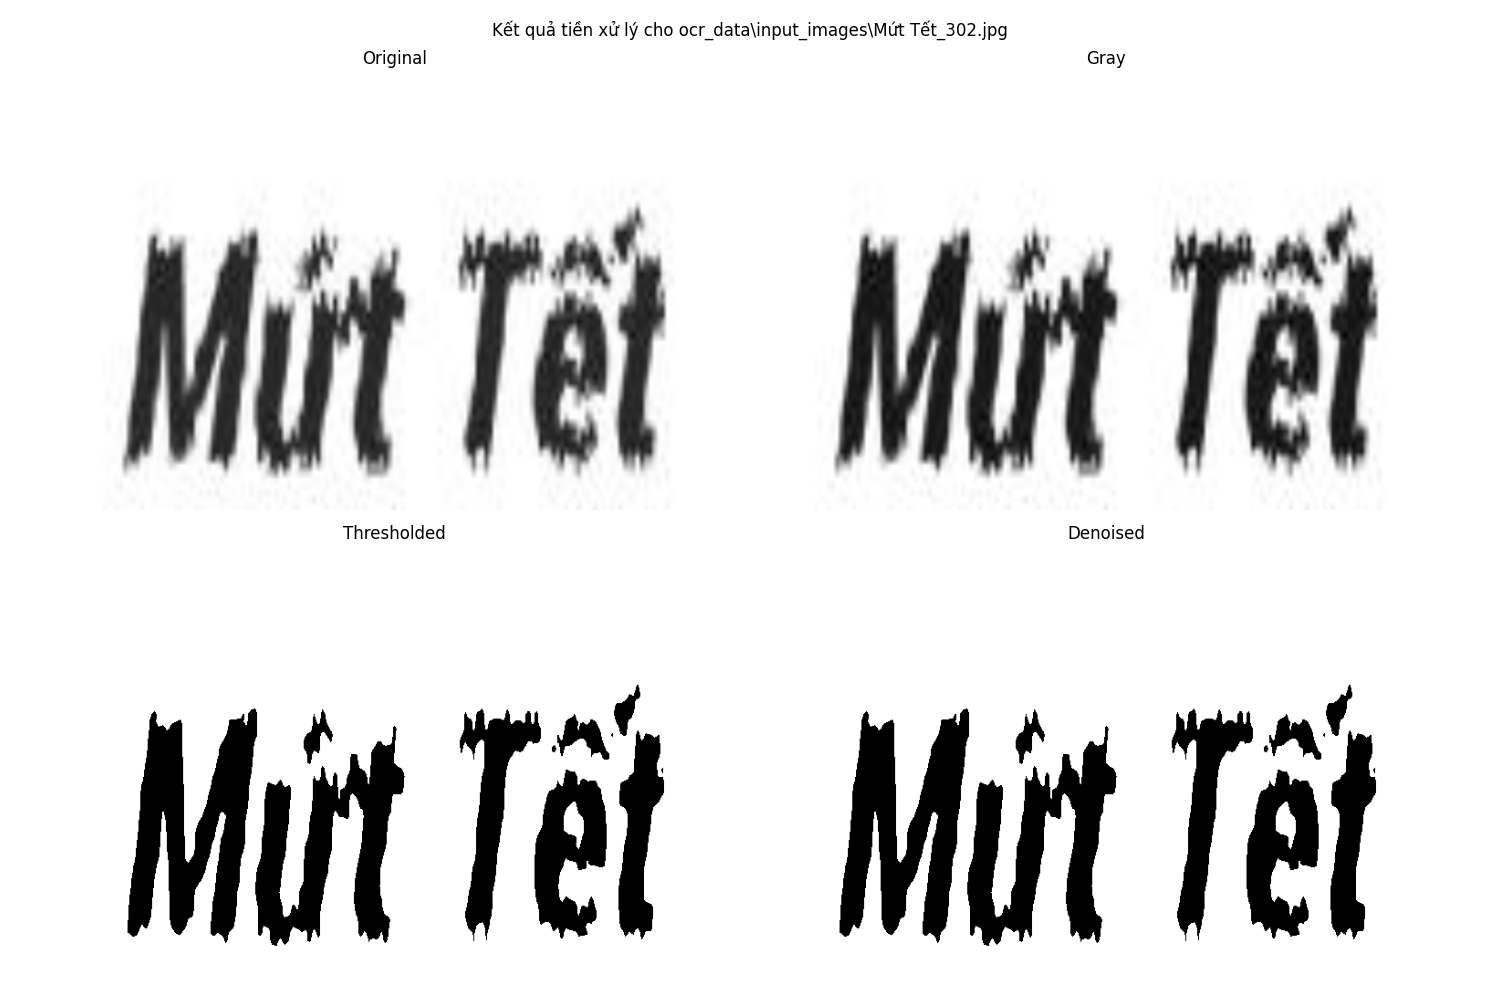 Kết quả tiền xử lý cho ocr_data\input_images\Mứt Tết_302.jpg
Original
Gray
Mứt Tết
Mứt Tết
Thresholded
Denoised
Mứt Tết
Mứt Tết